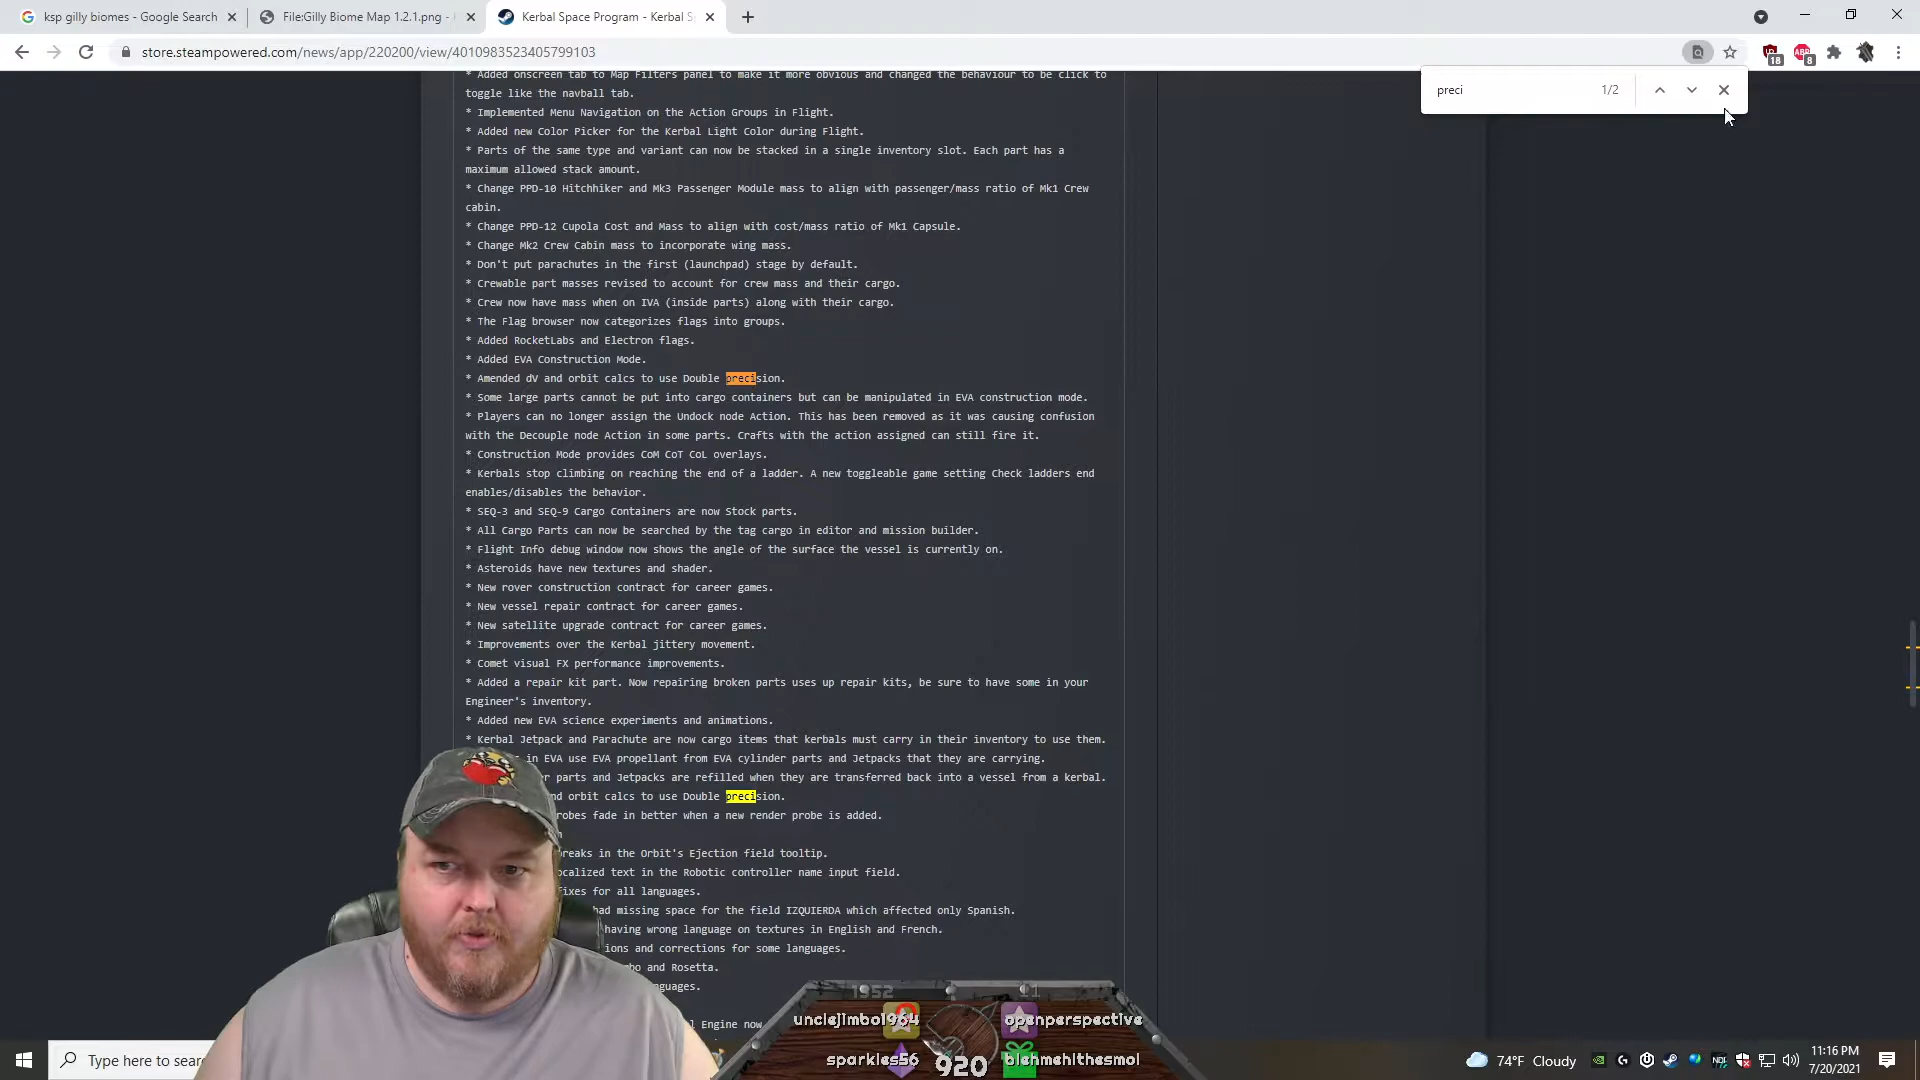 ksp gilly biomes - Google Search
File:Gilly Biome Map 1.2.1.png -
Kerbal Space Program - Kerbal S
store.steampowered.com/news/app/220200/view/4010983523405799103
18
8
preci
1/2
* Added onscreen tab to Map Filters panel to make it more obvious and changed the behaviour to be click to
toggle like the navball tab.
* Implemented Menu Navigation on the Action Groups in Flight.
* Added new Color Picker for the Kerbal Light Color during Flight.
* Parts of the same type and variant can now be stacked in a single inventory slot. Each part has a
maximum allowed stack amount.
* Change PPD-10 Hitchhiker and Mk3 Passenger Module mass to align with passenger/mass ratio of Mk1 Crew
cabin.
* Change PPD-12 Cupola Cost and Mass to align with cost/mass ratio of Mk1 Capsule.
* Change Mk2 Crew Cabin mass to incorporate wing mass.
* Don't put parachutes in the first (launchpad) stage by default.
* Crewable part masses revised to account for crew mass and their cargo.
* Crew now have mass when on IVA (inside parts) along with their cargo.
* The Flag browser now categorizes flags into groups.
* Added RocketLabs and Electron flags.
* Added EVA Construction Mode.
* Amended dV and orbit calcs to use Double precision.
* Some large parts cannot be put into cargo containers but can be manipulated in EVA construction mode.
* Players can no longer assign the Undock node Action. This has been removed as it was causing confusion
with the Decouple node Action in some parts. Crafts with the action assigned can still fire it.
* Construction Mode provides CoM CoT CoL overlays.
* Kerbals stop climbing on reaching the end of a ladder. A new toggleable game setting Check ladders end
enables/disables the behavior.
* SEQ-3 and SEQ-9 Cargo Containers are now Stock parts.
* All Cargo Parts can now be searched by the tag cargo in editor and mission builder.
* Flight Info debug window now shows the angle of the surface the vessel is currently on.
* Asteroids have new textures and shader.
* New rover construction contract for career games.
* New vessel repair contract for career games.
* New satellite upgrade contract for career games.
* Improvements over the Kerbal jittery movement.
* Comet visual FX performance improvements.
* Added a repair kit part. Now repairing broken parts uses up repair kits, be sure to have some in your
Engineer's inventory.
* Added new EVA science experiments and animations.
* Kerbal Jetpack and Parachute are now cargo items that kerbals must carry in their inventory to use them.
in EVA use EVA propellant from EVA cylinder parts and Jetpacks that they are carrying.
parts and Jetpacks are refilled when they are transferred back into a vessel from a kerbal.
orbit calcs to use Double precision.
fade in better when a new render probe is added.
in the Orbit's Ejection field tooltip.
text in the Robotic controller name input field.
for all languages.
had missing space for the field IZQUIERDA which affected only Spanish.
having wrong language on textures in English and French.
and corrections for some languages.
and Rosetta.
Engine now
1952
11
unclejimbo1964
openperspective
sparkles56
920
blehmehithesmol
Type here to sear
74°F Cloudy
11:16 PM
7/20/2021